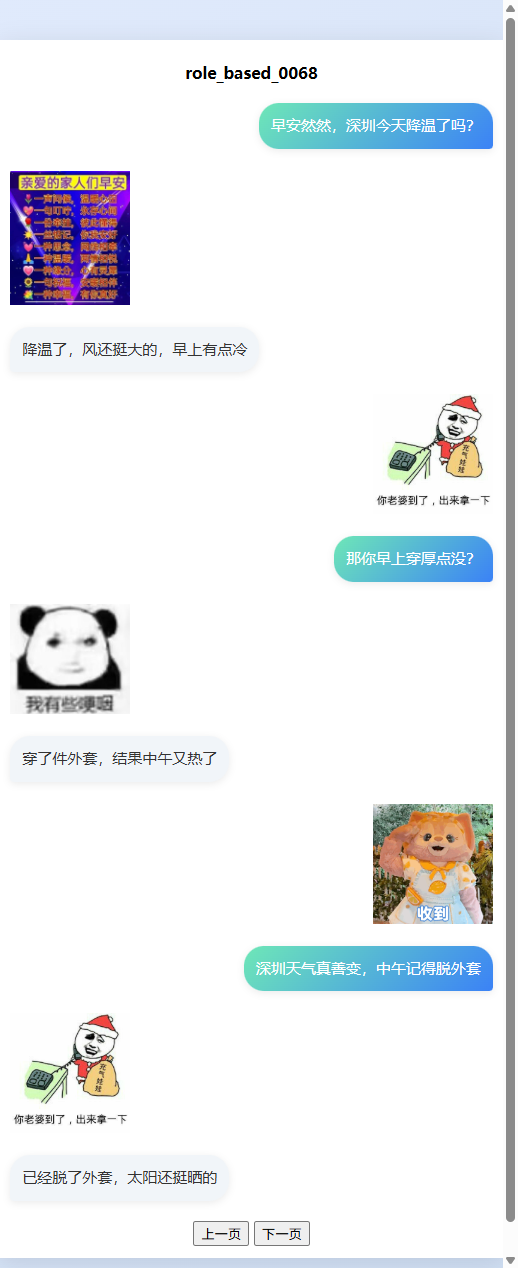 role_based_0068
早安然然，深圳今天降温了吗？
亲爱的家人们早安
降温了，风还挺大的，早上有点冷
充气娃娃
你老婆到了，出来拿一下
那你早上穿厚点没？
我有些哽咽
穿了件外套，结果中午又热了
收到
深圳天气真善变，中午记得脱外套
充气娃娃
你老婆到了，出来拿一下
已经脱了外套，太阳还挺晒的
上一页 下一页